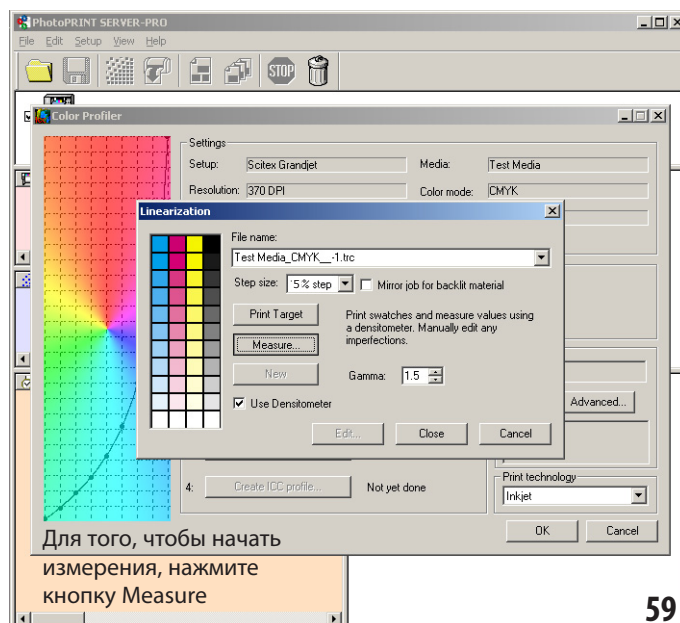 PhotoPRINT SERVER-PRO
File Edit Setup View Help
STOP
Color Profiler
Settings
Setup: Scitex Grandjet Media: Test Media
Resolution: 370 DPI Color mode: CMYK
Linearization
File name:
Test Media_CMYK__-1.trc
Step size: 5% step Mirror job for backlit material
Print Target
Print swatches and measure values using
a densitometer. Manually edit any
imperfections.
Measure...
New
Gamma: 1.5
Use Densitometer
Advanced...
Edit... Close Cancel
4: Create ICC profile... Not yet done
Print technology
Inkjet
OK Cancel
Для того, чтобы начать
измерения, нажмите
кнопку Measure
59